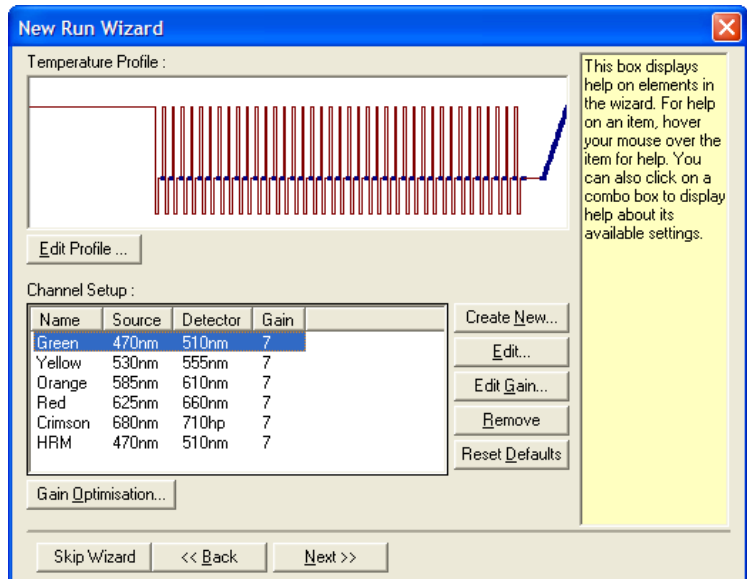 New Run Wizard
Temperature Profile :
Edit Profile ...
Channel Setup :
Name Source Detector Gain
Green 470nm 510nm 7
Yellow 530nm 555nm 7
Orange 585nm 610nm 7
Red 625nm 660nm 7
Crimson 680nm 710hp 7
HRM 470nm 510nm 7
Create New...
Edit...
Edit Gain...
Remove
Reset Defaults
Gain Optimisation...
Skip Wizard
<< Back
Next >>
This box displays
help on elements in
the wizard. For help
on an item, hover
your mouse over the
item for help. You
can also click on a
combo box to display
help about its
available settings.